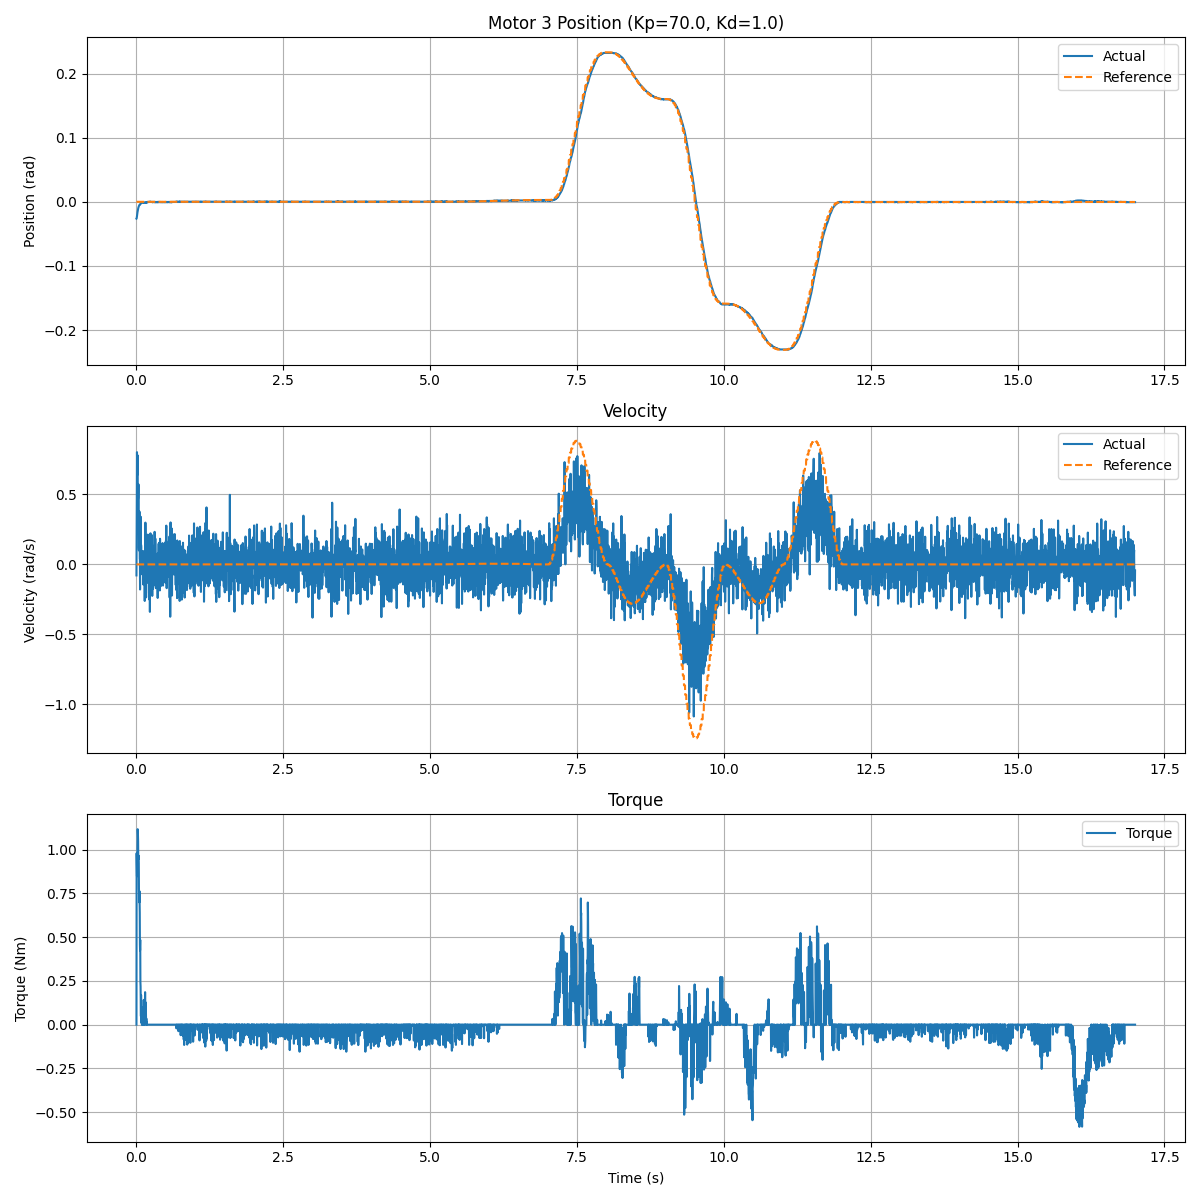 Motor 3 Position (Kp=70.0, Kd=1.0)
Position (rad)
0.2
0.1
0.0
−0.1
−0.2
Actual
Reference
0.0 2.5 5.0 7.5 10.0 12.5 15.0 17.5
Velocity
Velocity (rad/s)
0.5
0.0
−0.5
−1.0
Actual
Reference
0.0 2.5 5.0 7.5 10.0 12.5 15.0 17.5
Torque
Torque (Nm)
1.00
0.75
0.50
0.25
0.00
−0.25
−0.50
Torque
0.0 2.5 5.0 7.5 10.0 12.5 15.0 17.5
Time (s)